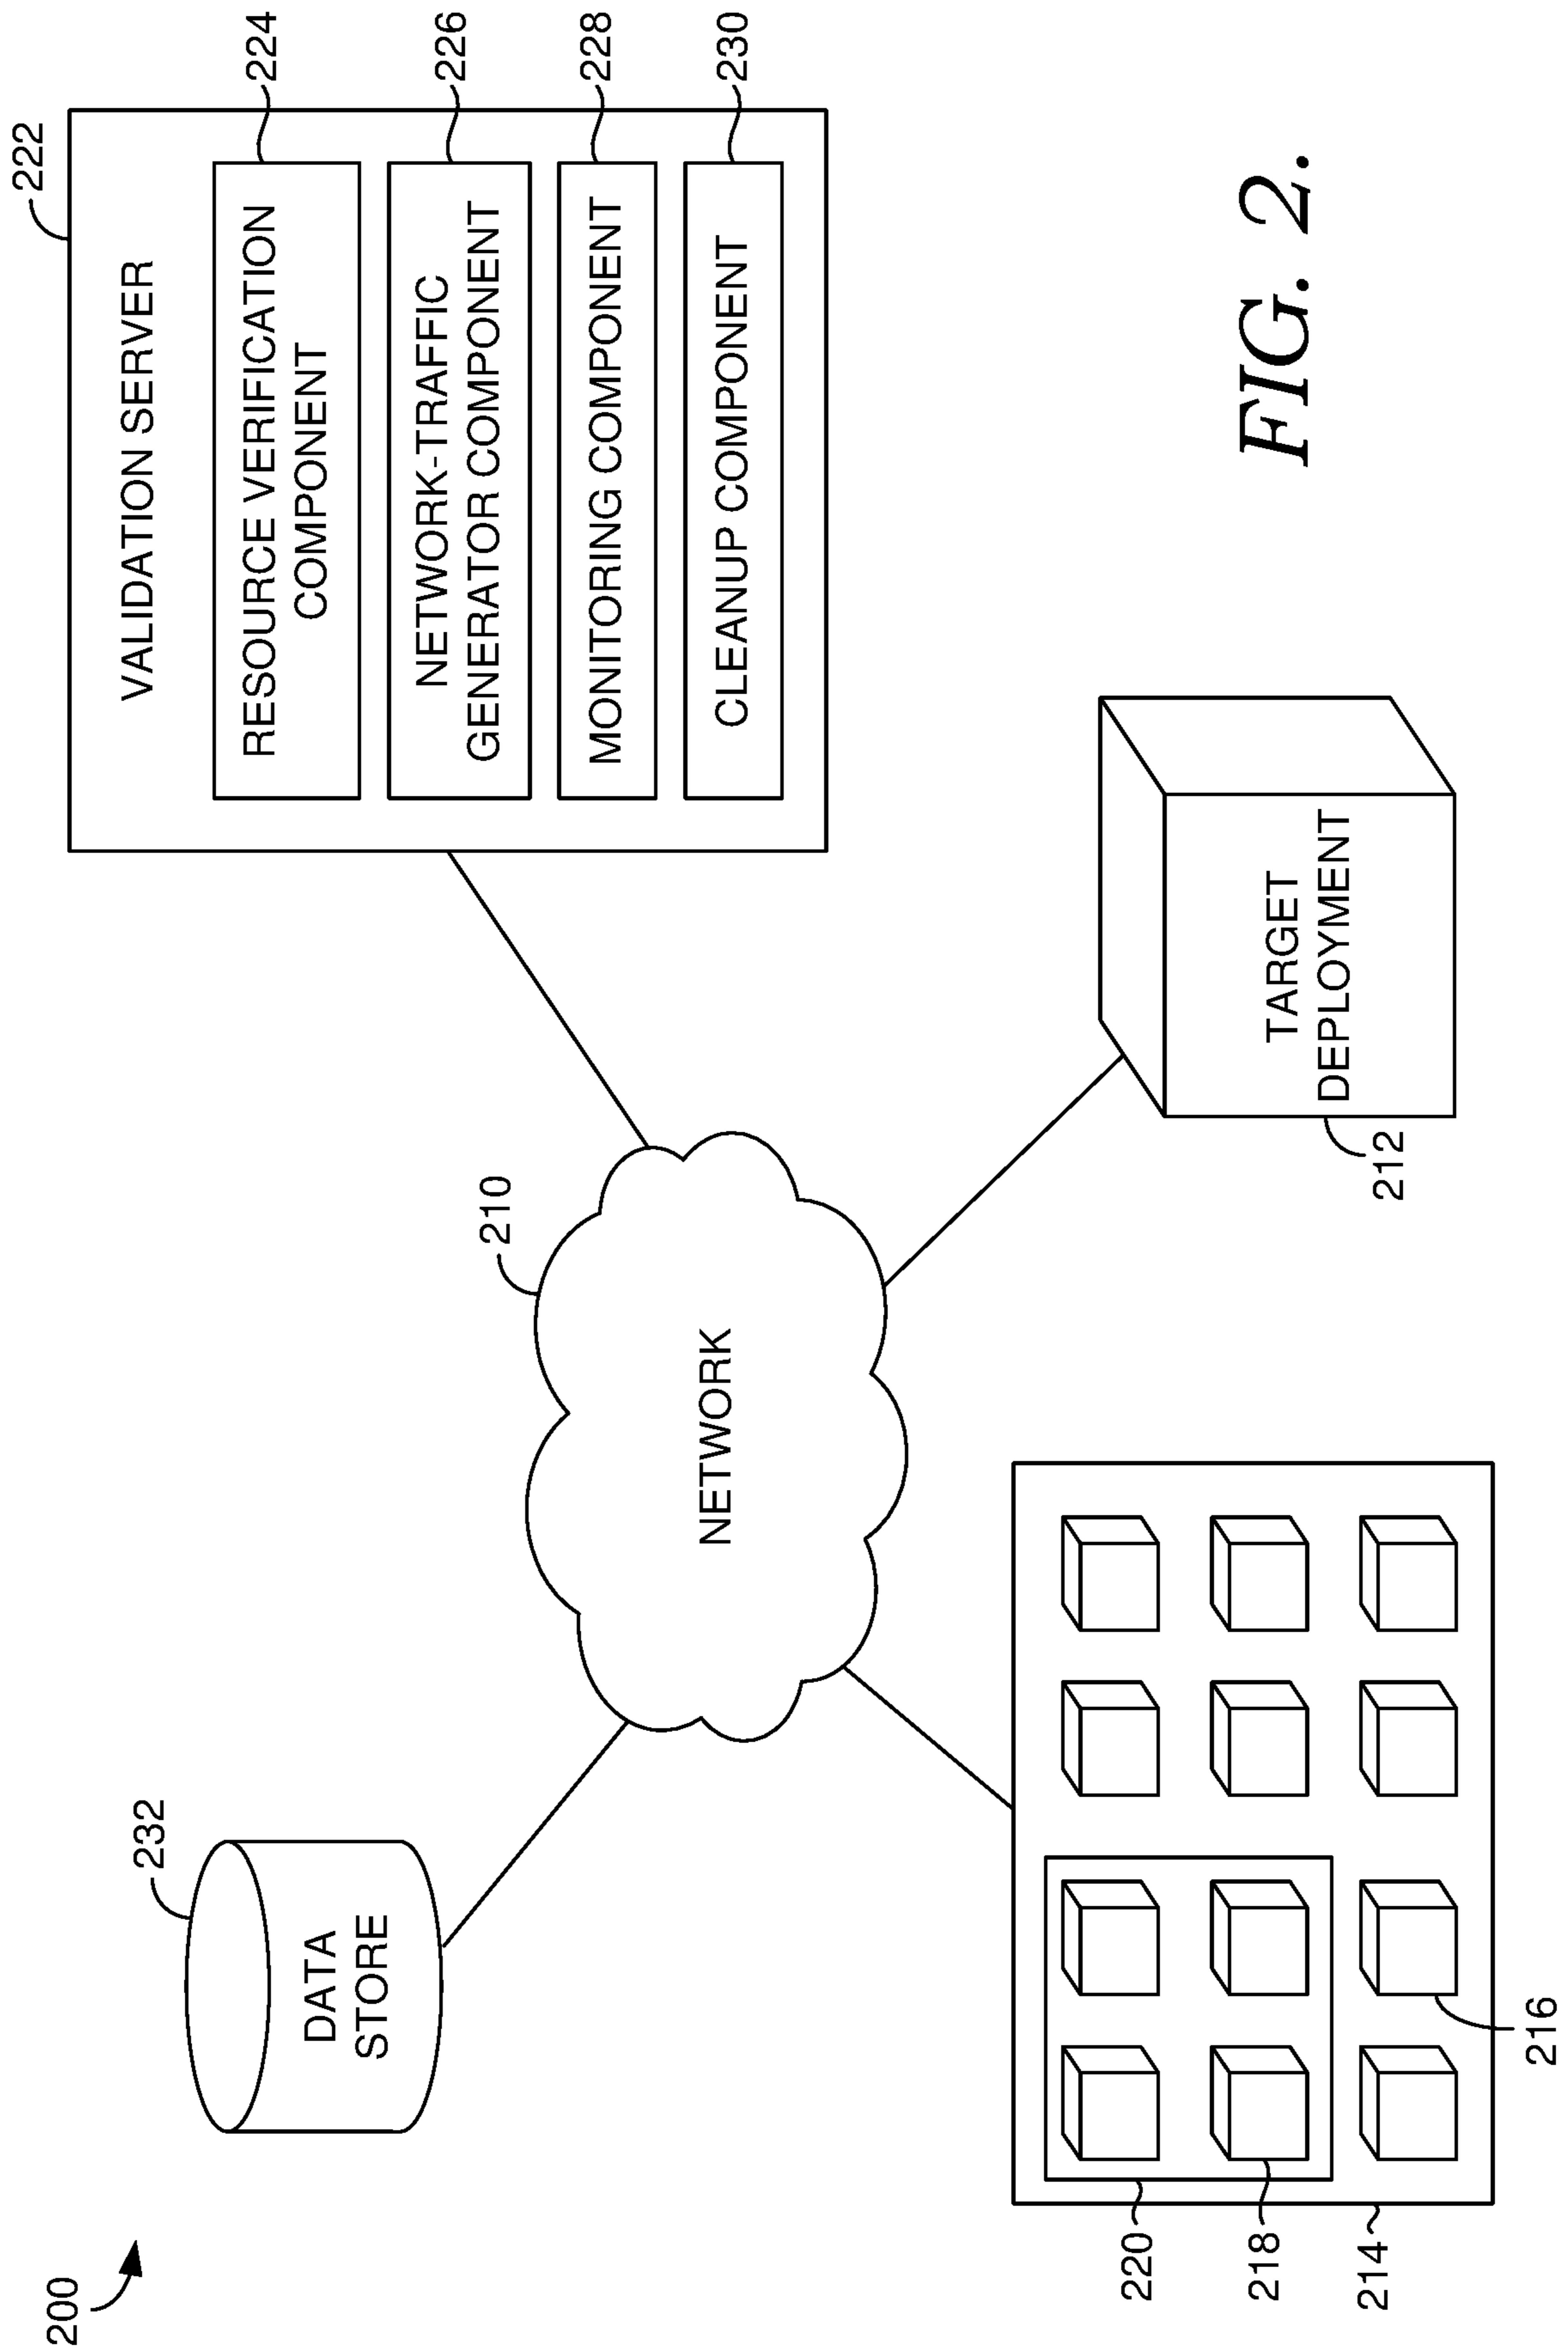 200
232
DATA
STORE
210
NETWORK
222
VALIDATION SERVER
RESOURCE VERIFICATION
COMPONENT
224
NETWORK-TRAFFIC
GENERATOR COMPONENT
226
MONITORING COMPONENT
228
CLEANUP COMPONENT
230
220
218
214
216
TARGET
DEPLOYMENT
212
FIG. 2.